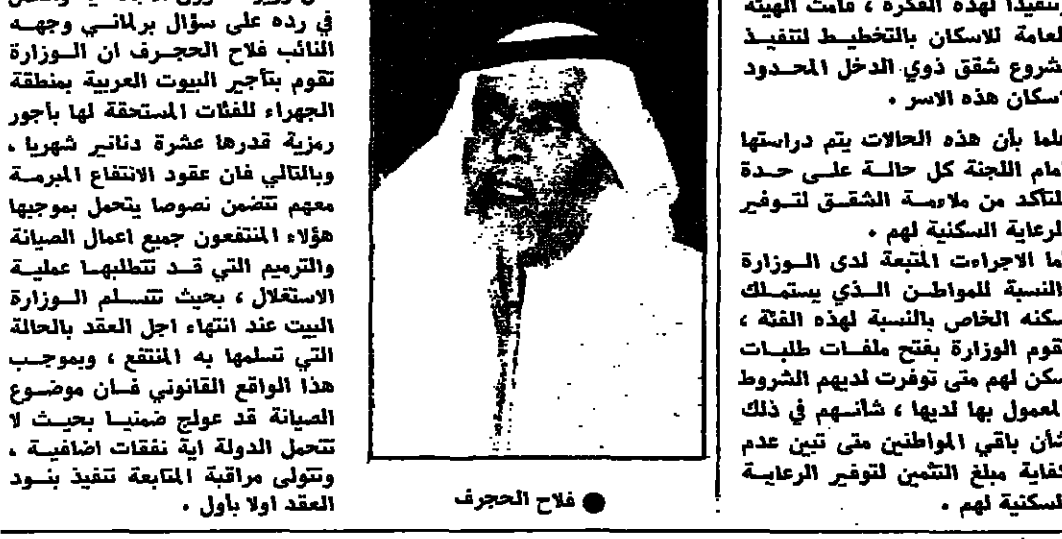 لهذه الفكرة ، قامت الهيئة
العامة للاسكان بالتخطيط لتنفيذ
مشروع شقق ذوي الدخل المحدود
لاسكان هذه الاسر .
علما بأن هذه الحالات يتم دراستها
امام اللجنة كل حالة على حدة
للتأكد من ملاءمة الشقق لتوفير
الرعاية السكنية لهم .
اما الاجراءت المتبعة لدى الوزارة
بالنسبة للمواطن الذي يستملك
سكنه الخاص بالنسبة لهذه الفئة ،
تقوم الوزارة بفتح ملفات طلبات
سكن لهم متى توفرت لديهم الشروط
المعمول بها لديها ، شأنهم في ذلك
شأن باقي المواطنين متى تبين عدم
كفاية مبلغ التثمين لتوفير الرعاية
السكنية لهم .
فلاح الحجرف
في رده على سؤال برلماني وجهه
النائب فلاح الحجرف ان الوزارة
تقوم بتأجير البيوت العربية بمنطقة
الجهراء للفئات المستحقة لها بأجور
رمزية قدرها عشرة دنانير شهريا ،
وبالتالي فان عقود الانتفاع المبرمة
معهم تتضمن نصوصا يتحمل بموجبها
هؤلاء المنتفعون جميع اعمال الصيانة
والترميم التي قد تتطلبها عملية
الاستغلال ، بحيث تتسلم الوزارة
البيت عند انتهاء اجل العقد بالحالة
التي تسلمها به المنتفع ، وبموجب
هذا الواقع القانوني فان موضوع
الصيانة قد عولج ضمنيا بحيث لا
تتحمل الدولة اية نفقات اضافية ،
وتتولى مراقبة المتابعة تنفيذ بنود
العقد اولا بأول .